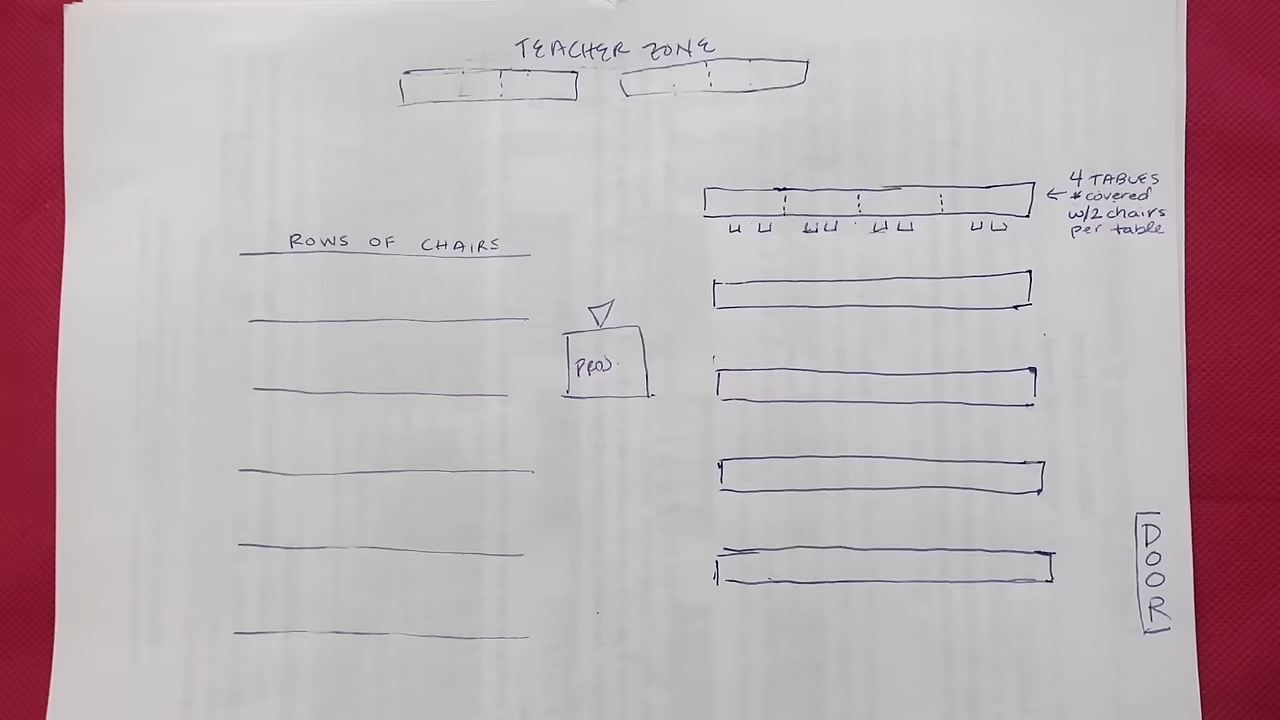 TEACHER ZONE
4 TABLES
* covered
w/2 chairs
per table
ROWS OF CHAIRS
PROJ.
DOOR